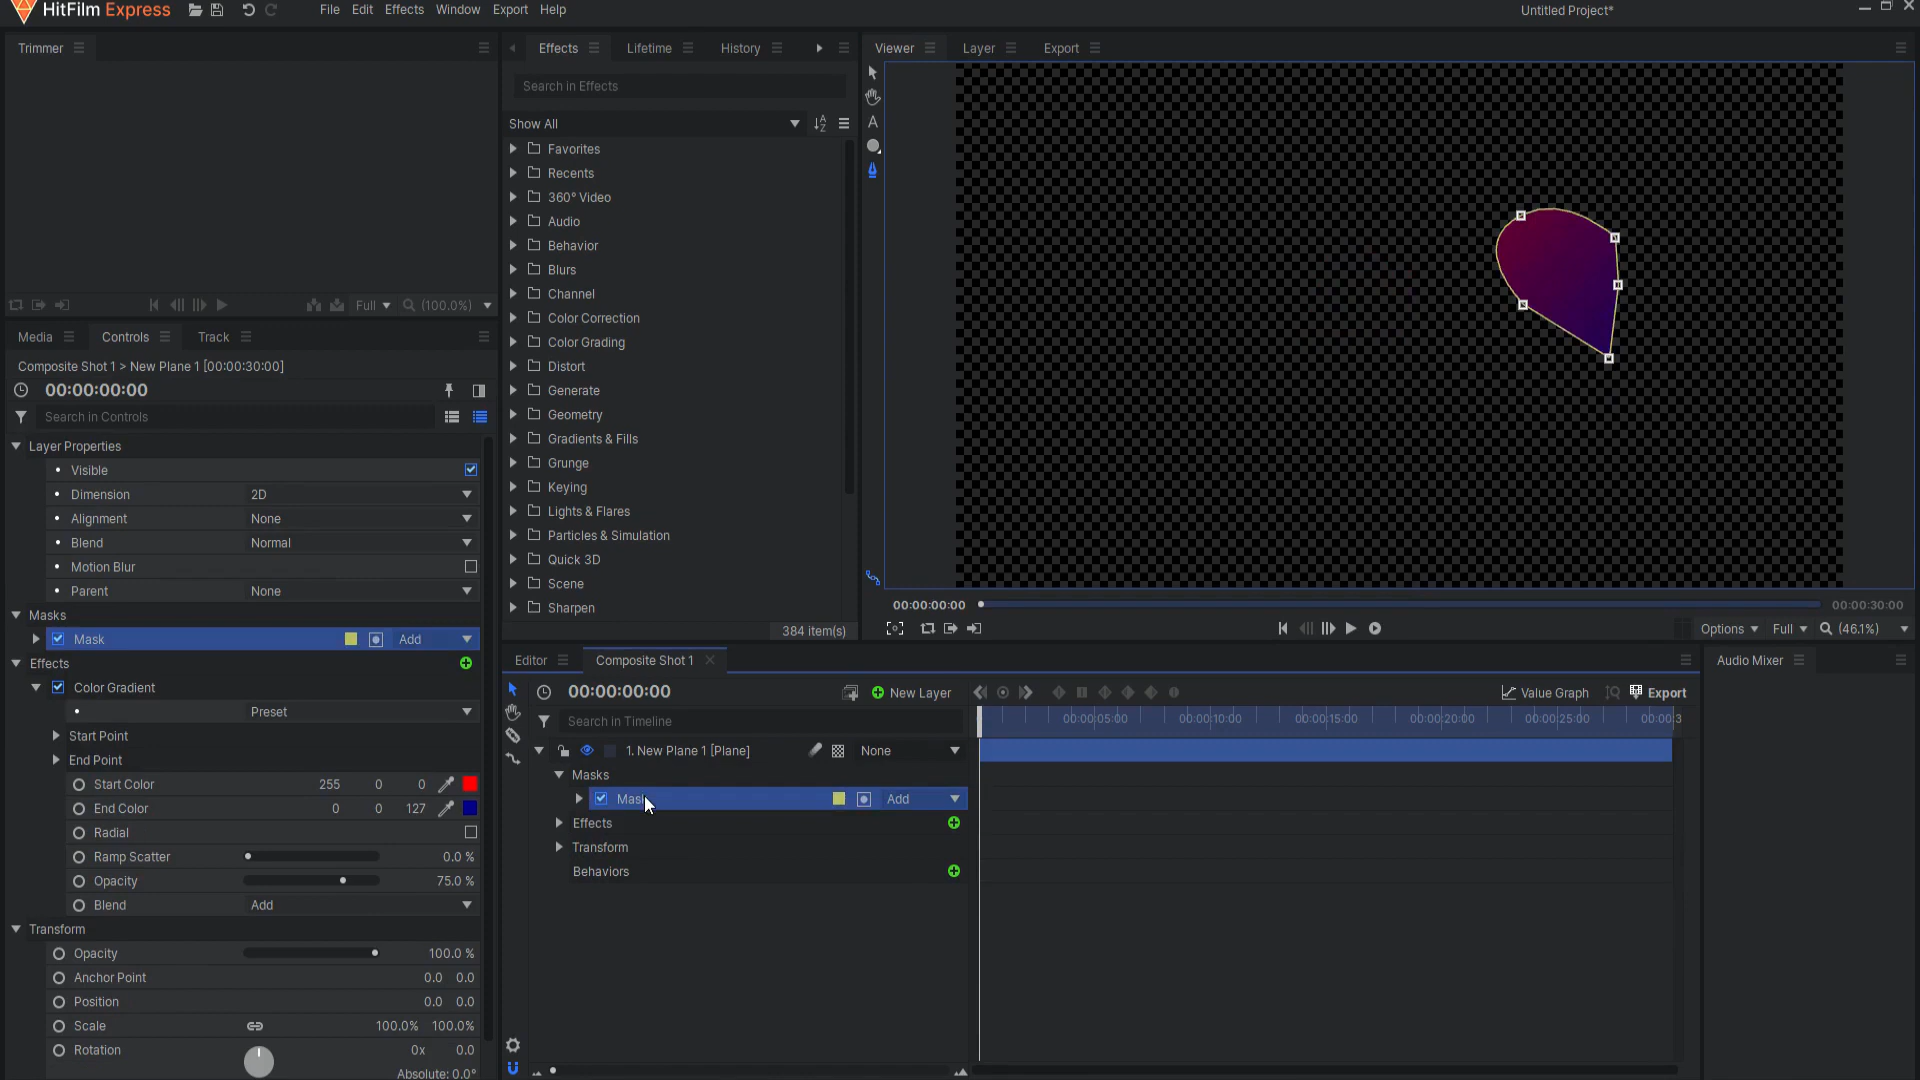 HitFilm Express
File Edit Effects Window Export Help
Untitled Project*
Trimmer
Full (100.0%)
Media Controls Track
Composite Shot 1 > New Plane 1 [00:00:30:00]
00:00:00:00
Search in Controls
Layer Properties
Visible
Dimension 2D
Alignment None
Blend Normal
Motion Blur
Parent None
Masks
Mask Add
Effects
Color Gradient
Preset
Start Point
End Point
Start Color 255 0 0
End Color 0 0 127
Radial
Ramp Scatter 0.0 %
Opacity 75.0 %
Blend Add
Transform
Opacity 100.0 %
Anchor Point 0.0 0.0
Position 0.0 0.0
Scale 100.0% 100.0%
Rotation 0x 0.0
Absolute: 0.0°
Effects Lifetime History
Search in Effects
Show All
Favorites
Recents
360° Video
Audio
Behavior
Blurs
Channel
Color Correction
Color Grading
Distort
Generate
Geometry
Gradients & Fills
Grunge
Keying
Lights & Flares
Particles & Simulation
Quick 3D
Scene
Sharpen
384 item(s)
Viewer Layer Export
A
00:00:00:00 00:00:30:00
Options Full (46.1%)
Editor Composite Shot 1
00:00:00:00 New Layer Value Graph Export
Search in Timeline
00:00:05:00 00:00:10:00 00:00:15:00 00:00:20:00 00:00:25:00 00:00:3
1. New Plane 1 [Plane] None
Masks
Mask Add
Effects
Transform
Behaviors
Audio Mixer